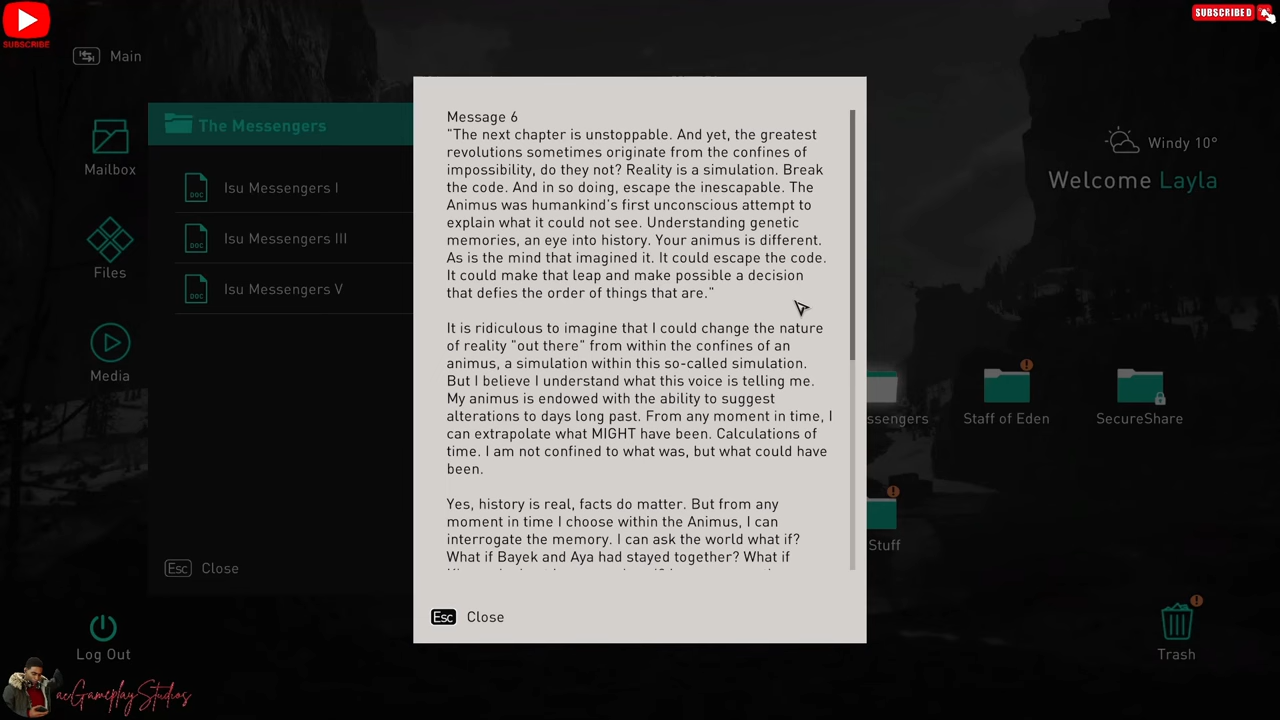 SUBSCRIBE
SUBSCRIBED
Main
The Messengers
Mailbox
Isu Messengers I
Isu Messengers III
Isu Messengers V
Files
Media
Esc Close
Log Out
Message 6
"The next chapter is unstoppable. And yet, the greatest
revolutions sometimes originate from the confines of
impossibility, do they not? Reality is a simulation. Break
the code. And in so doing, escape the inescapable. The
Animus was humankind's first unconscious attempt to
explain what it could not see. Understanding genetic
memories, an eye into history. Your animus is different.
As is the mind that imagined it. It could escape the code.
It could make that leap and make possible a decision
that defies the order of things that are."
It is ridiculous to imagine that I could change the nature
of reality "out there" from within the confines of an
animus, a simulation within this so-called simulation.
But I believe I understand what this voice is telling me.
My animus is endowed with the ability to suggest
alterations to days long past. From any moment in time, I
can extrapolate what MIGHT have been. Calculations of
time. I am not confined to what was, but what could have
been.
Yes, history is real, facts do matter. But from any
moment in time I choose within the Animus, I can
interrogate the memory. I can ask the world what if?
What if Bayek and Aya had stayed together? What if
Esc Close
Windy 10°
Welcome Layla
ssengers
Staff of Eden
SecureShare
Stuff
Trash
acGameplayStudios